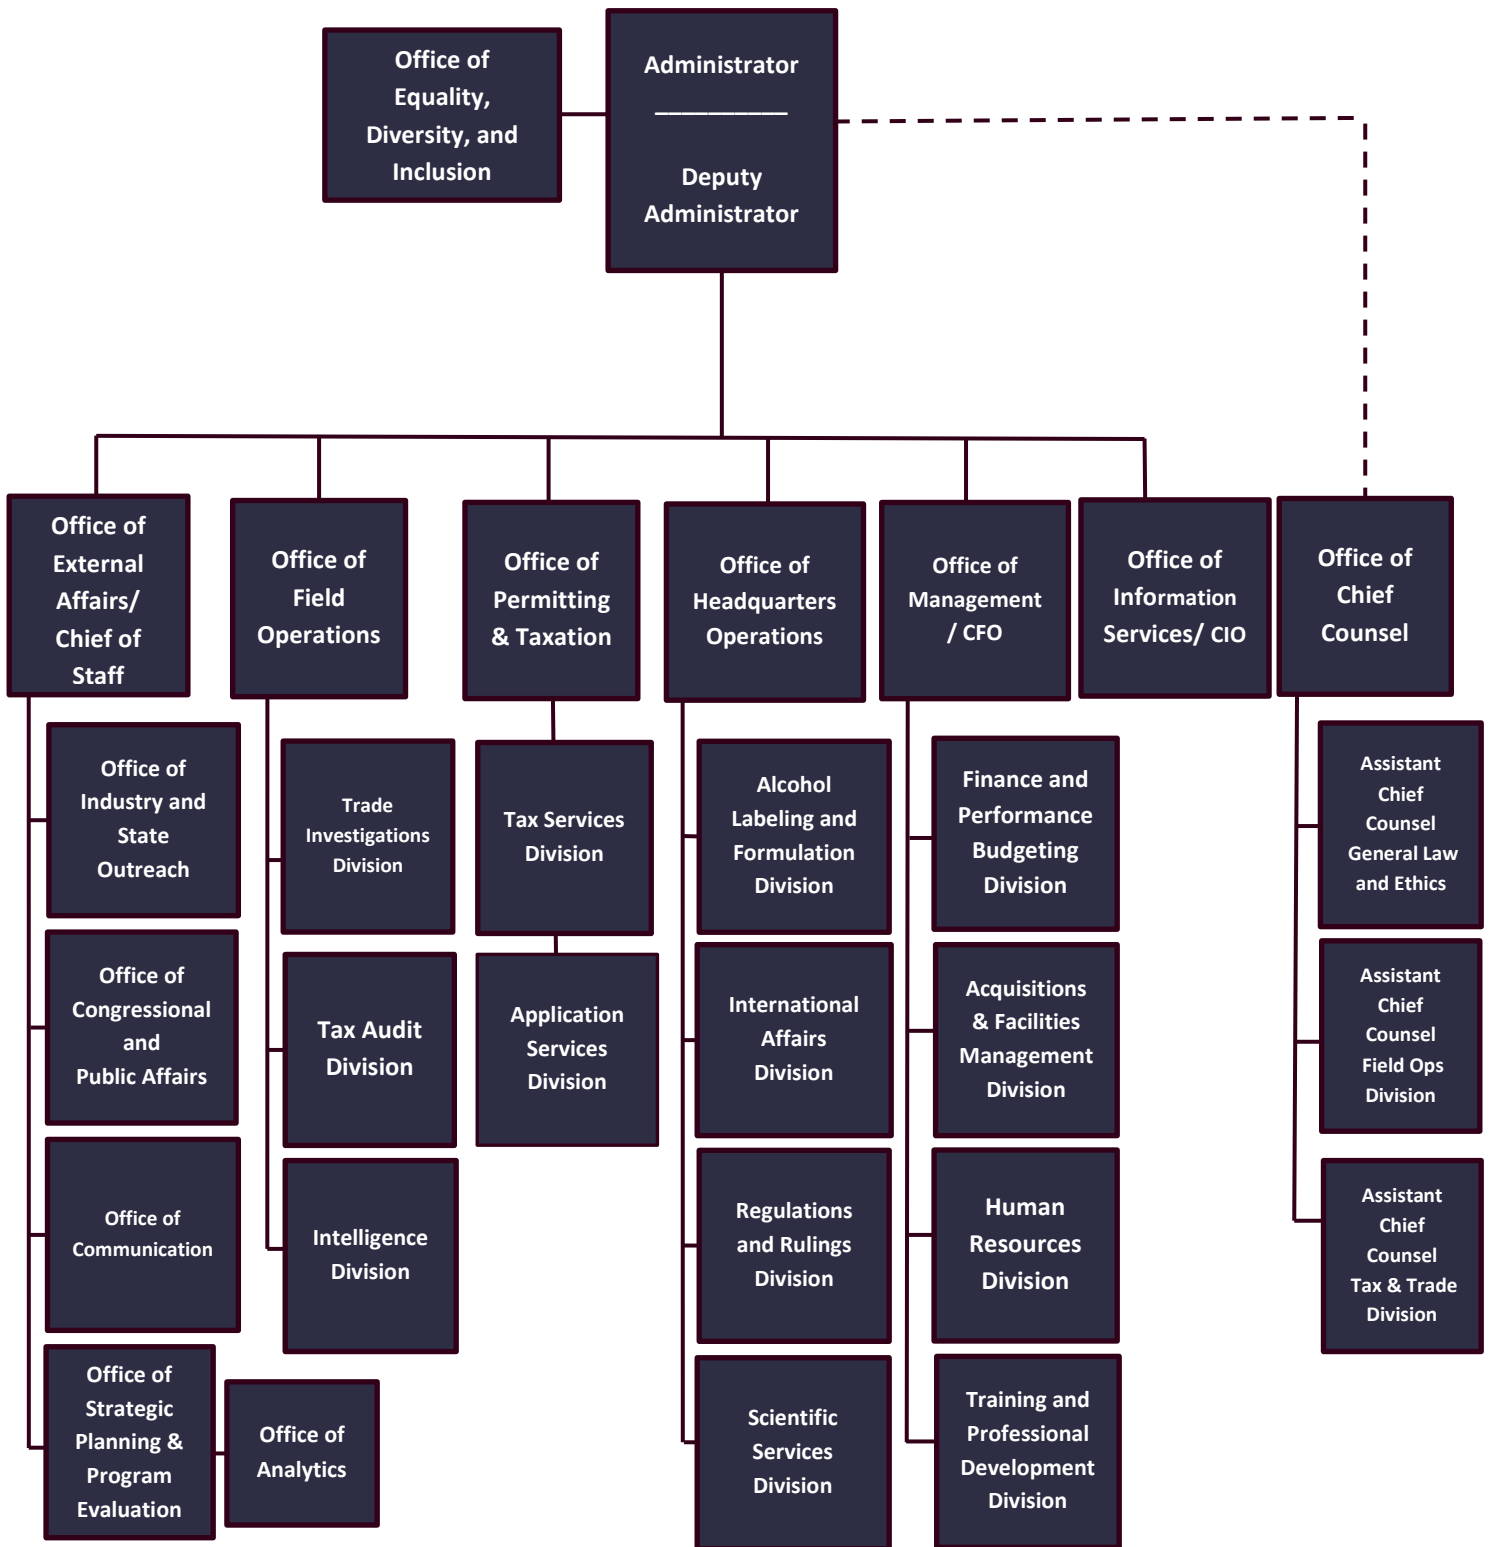 Office of
Equality,
Diversity, and
Inclusion
Administrator
___________
Deputy
Administrator
Office of
External
Affairs/
Chief of
Staff
Office of
Industry and
State
Outreach
Office of
Congressional
and
Public Affairs
Office of
Communication
Office of
Strategic
Planning &
Program
Evaluation
Office of
Analytics
Office of
Field
Operations
Trade
Investigations
Division
Tax Audit
Division
Intelligence
Division
Office of
Permitting
& Taxation
Tax Services
Division
Application
Services
Division
Office of
Headquarters
Operations
Alcohol
Labeling and
Formulation
Division
International
Affairs
Division
Regulations
and Rulings
Division
Scientific
Services
Division
Office of
Management
/ CFO
Finance and
Performance
Budgeting
Division
Acquisitions
& Facilities
Management
Division
Human
Resources
Division
Training and
Professional
Development
Division
Office of
Information
Services/ CIO
Office of
Chief
Counsel
Assistant
Chief
Counsel
General Law
and Ethics
Assistant
Chief
Counsel
Field Ops
Division
Assistant
Chief
Counsel
Tax & Trade
Division